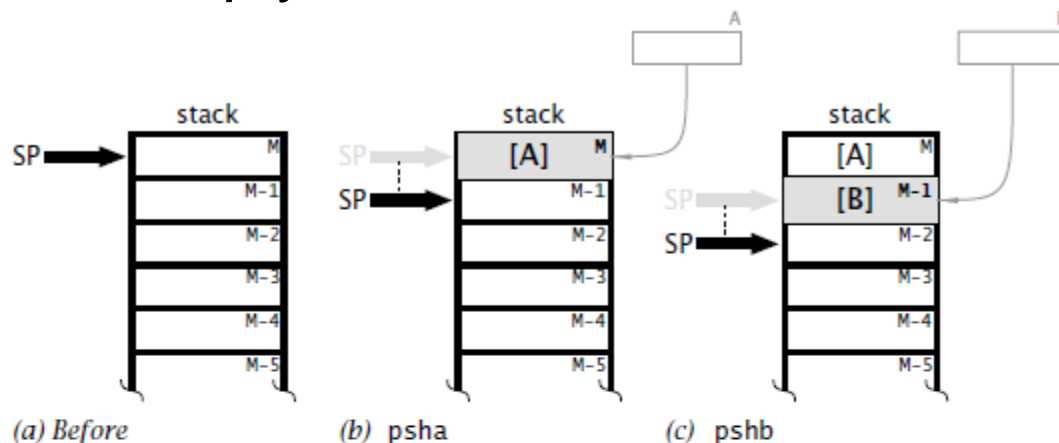 A
stack
SP
M
M-1
M-2
M-3
M-4
M-5
(a) Before
stack
SP
SP
[A] M
M-1
M-2
M-3
M-4
M-5
(b) psha
stack
[A] M
SP
[B] M-1
SP
M-2
M-3
M-4
M-5
(c) pshb